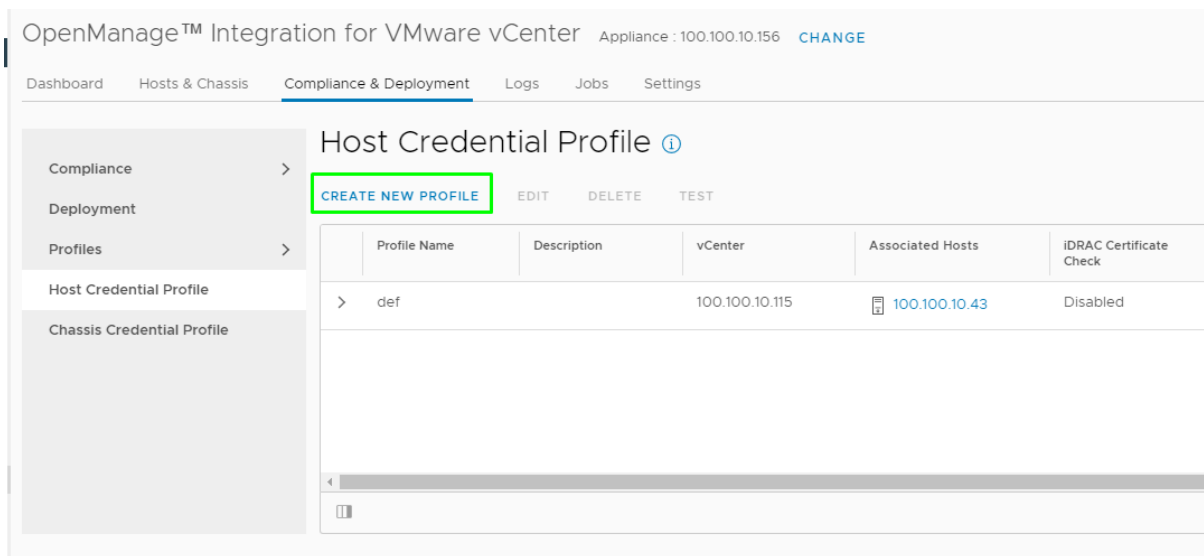 OpenManage™ Integration for VMware vCenter Appliance : 100.100.10.156 CHANGE
Dashboard Hosts & Chassis Compliance & Deployment Logs Jobs Settings
Compliance
Deployment
Profiles
Host Credential Profile
Chassis Credential Profile
Host Credential Profile
CREATE NEW PROFILE EDIT DELETE TEST
Profile Name Description vCenter Associated Hosts iDRAC Certificate
Check
def 100.100.10.115 100.100.10.43 Disabled